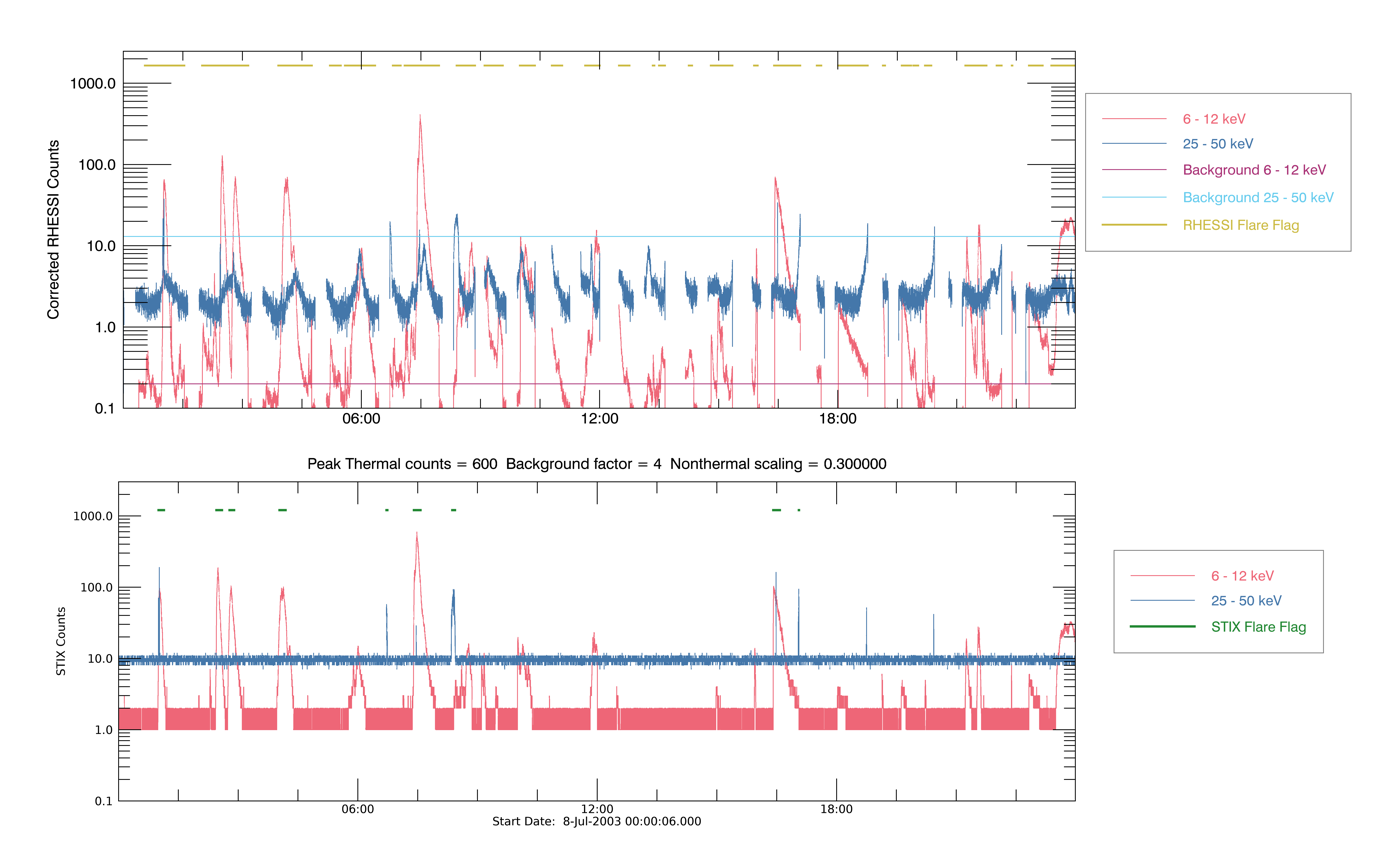 1000.0
100.0
10.0
1.0
0.1
Corrected RHESSI Counts
06:00
12:00
18:00
6 - 12 keV
25 - 50 keV
Background 6 - 12 keV
Background 25 - 50 keV
RHESSI Flare Flag
Peak Thermal counts = 600 Background factor = 4 Nonthermal scaling = 0.300000
1000.0
100.0
10.0
1.0
0.1
STIX Counts
06:00
12:00
18:00
Start Date: 8-Jul-2003 00:00:06.000
6 - 12 keV
25 - 50 keV
STIX Flare Flag